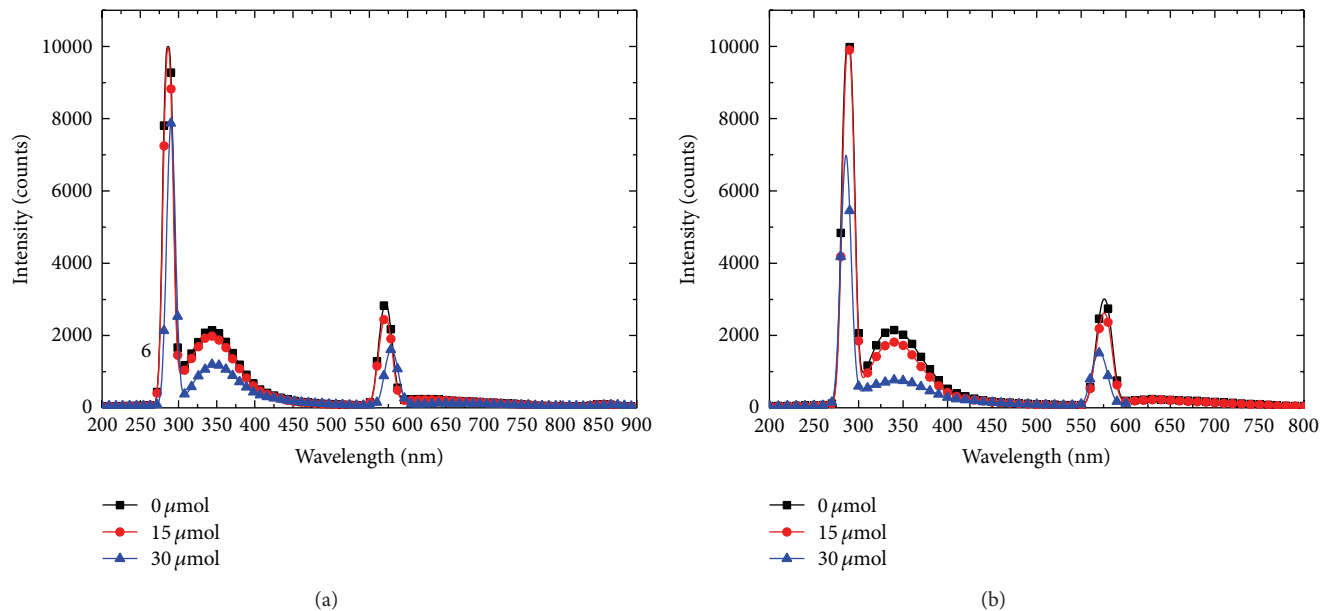 10000
8000
6000
4000
2000
0
Intensity (counts)
6
200 250 300 350 400 450 500 550 600 650 700 750 800 850 900
Wavelength (nm)
0 μmol
15 μmol
30 μmol
(a)
10000
8000
6000
4000
2000
0
Intensity (counts)
200 250 300 350 400 450 500 550 600 650 700 750 800
Wavelength (nm)
0 μmol
15 μmol
30 μmol
(b)